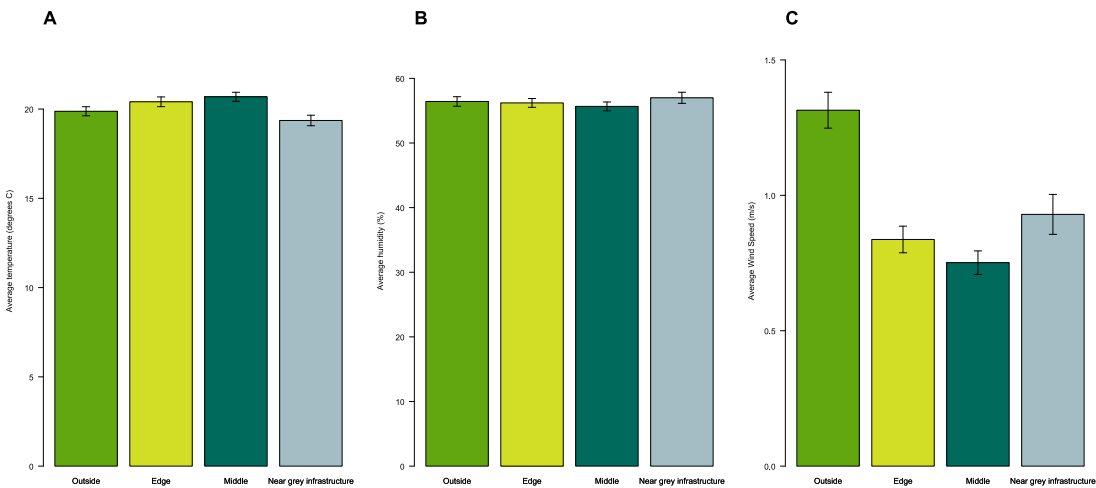 A
Average temperature (degrees C)
20
15
10
5
0
Outside Edge Middle Near grey infrastructure
B
Average humidity (%)
60
50
40
30
20
10
0
Outside Edge Middle Near grey infrastructure
C
Average Wind Speed (m/s)
1.5
1.0
0.5
0.0
Outside Edge Middle Near grey infrastructure